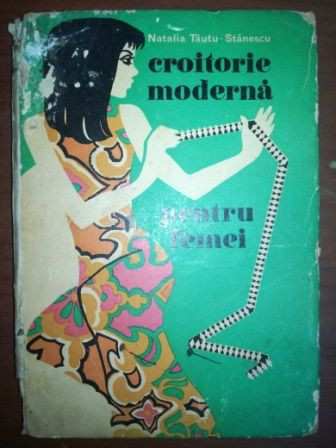 Natalia Tăutu-Stănescu
croitorie
modernă
pentru
femei